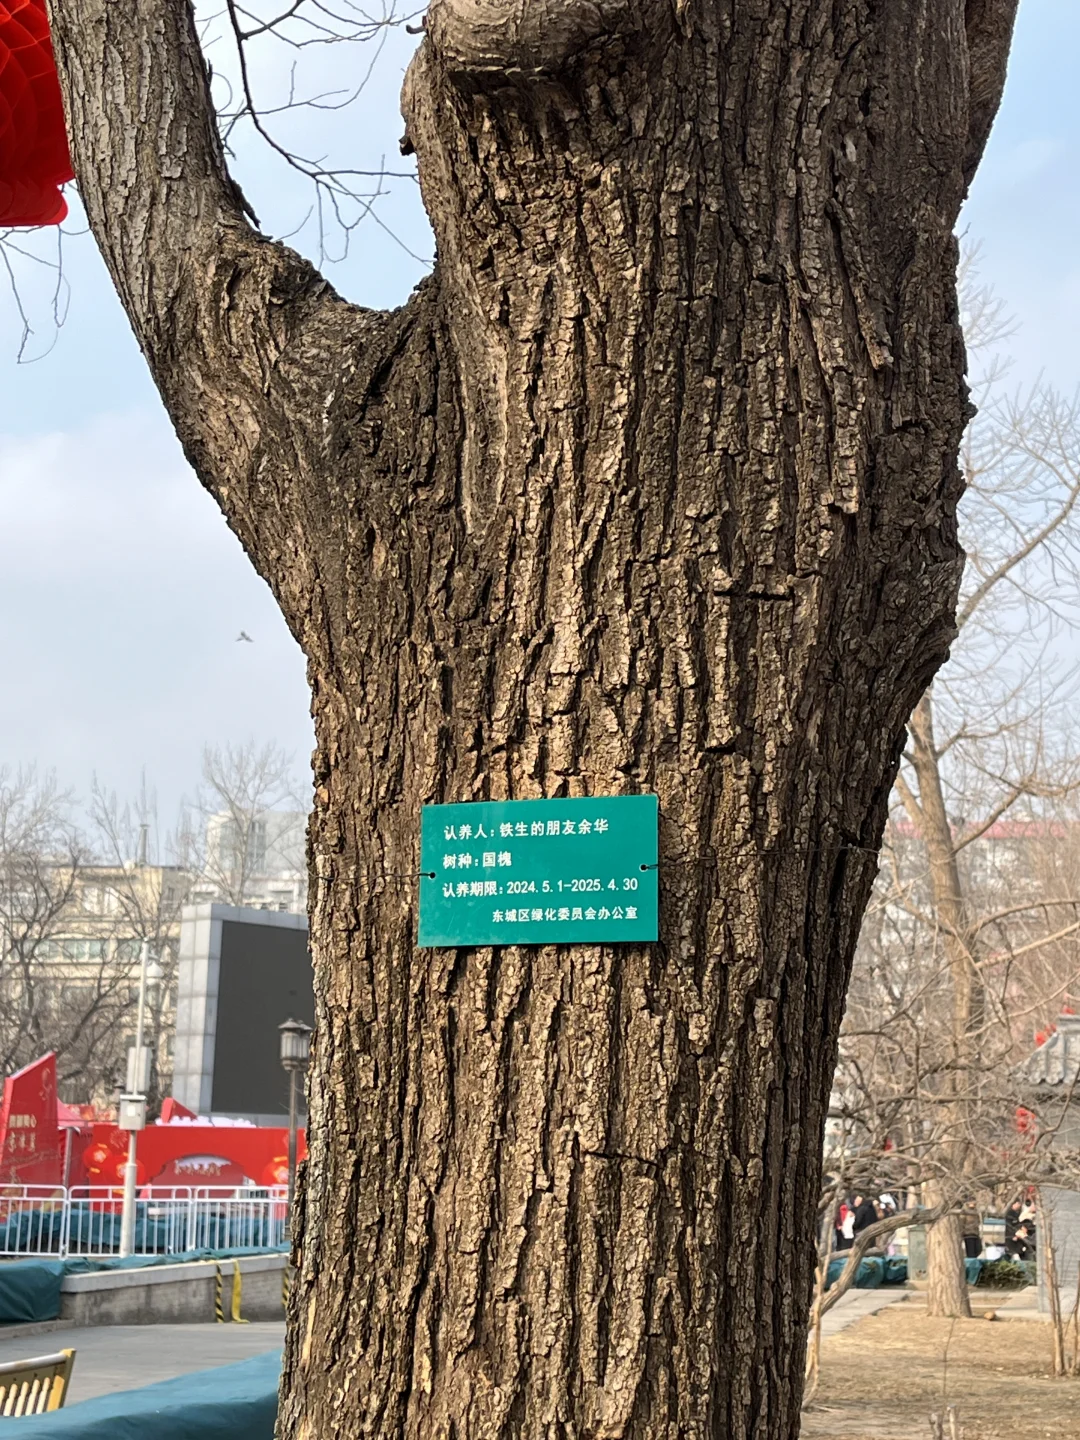 认养人：铁生的朋友余华
树种：国槐
认养期限：2024.5.1-2025.4.30
东城区绿化委员会办公室